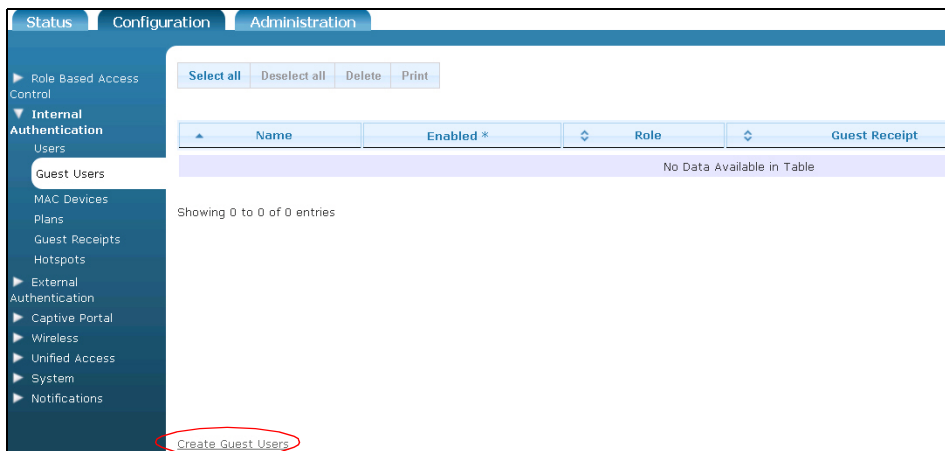 Status Configuration Administration
Role Based Access
Control
Internal
Authentication
Users
Guest Users
MAC Devices
Plans
Guest Receipts
Hotspots
External
Authentication
Captive Portal
Wireless
Unified Access
System
Notifications
Select all Deselect all Delete Print
Name Enabled * Role Guest Receipt
No Data Available in Table
Showing 0 to 0 of 0 entries
Create Guest Users